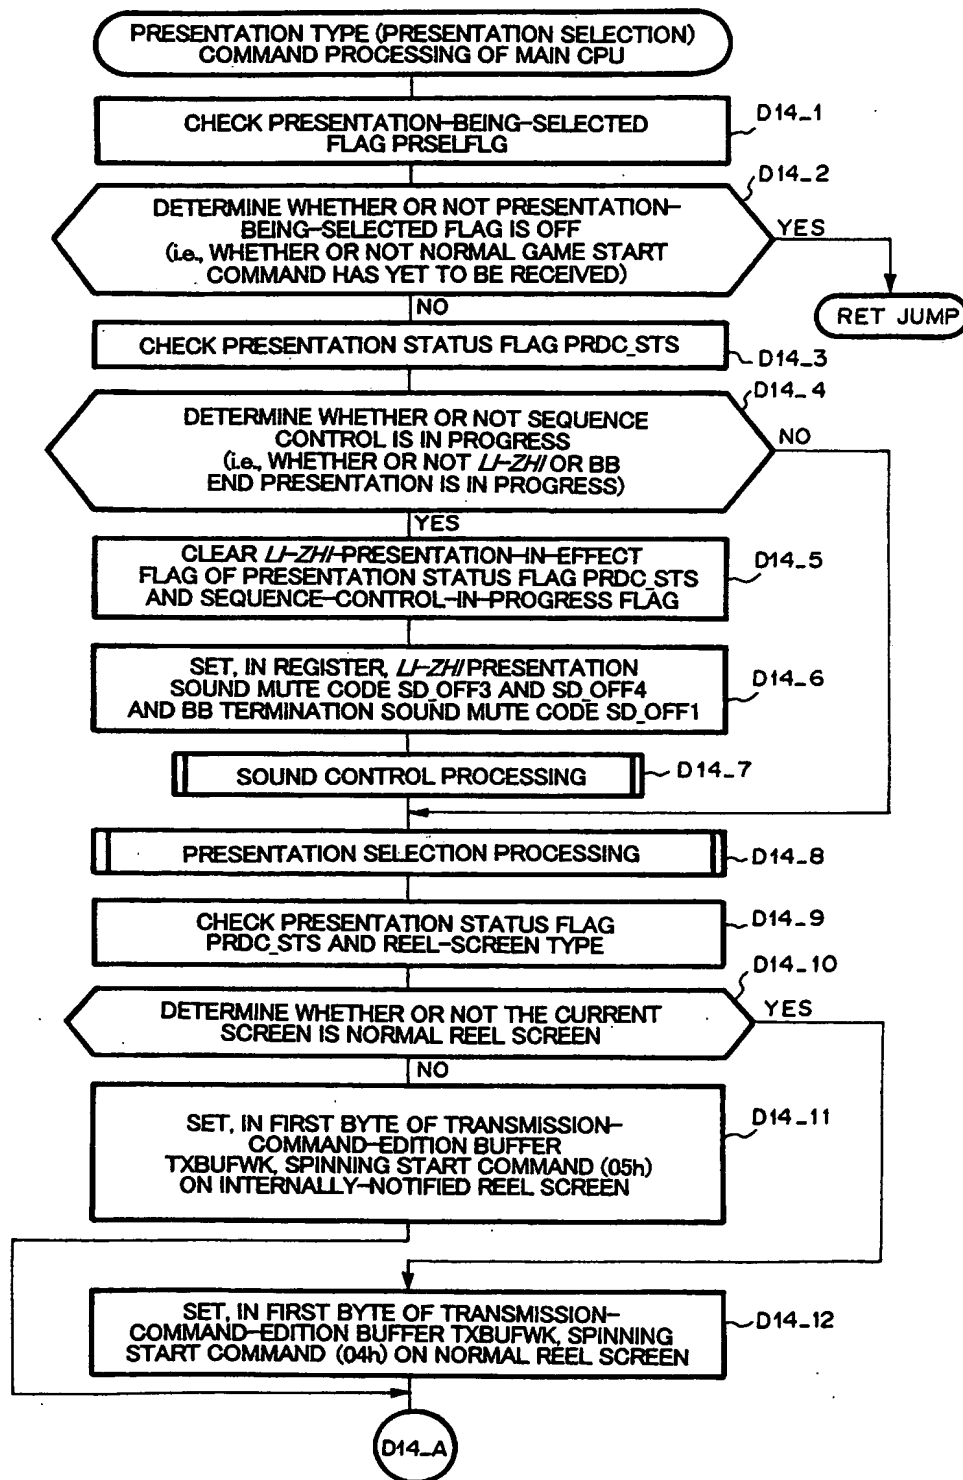 PRESENTATION TYPE (PRESENTATION SELECTION)
COMMAND PROCESSING OF MAIN CPU
CHECK PRESENTATION-BEING-SELECTED
FLAG PRSELFLG
D14_1
D14_2
DETERMINE WHETHER OR NOT PRESENTATION-
BEING-SELECTED FLAG IS OFF
(i.e., WHETHER OR NOT NORMAL GAME START
COMMAND HAS YET TO BE RECEIVED)
YES
RET JUMP
NO
CHECK PRESENTATION STATUS FLAG PRDC_STS
D14_3
D14_4
DETERMINE WHETHER OR NOT SEQUENCE
CONTROL IS IN PROGRESS
(i.e., WHETHER OR NOT LI-ZHI OR BB
END PRESENTATION IS IN PROGRESS)
NO
YES
CLEAR LI-ZHI-PRESENTATION-IN-EFFECT
FLAG OF PRESENTATION STATUS FLAG PRDC_STS
AND SEQUENCE-CONTROL-IN-PROGRESS FLAG
D14_5
SET, IN REGISTER, LI-ZHI PRESENTATION
SOUND MUTE CODE SD_OFF3 AND SD_OFF4
AND BB TERMINATION SOUND MUTE CODE SD_OFF1
D14_6
SOUND CONTROL PROCESSING
D14_7
PRESENTATION SELECTION PROCESSING
D14_8
CHECK PRESENTATION STATUS FLAG
PRDC_STS AND REEL-SCREEN TYPE
D14_9
D14_10
DETERMINE WHETHER OR NOT THE CURRENT
SCREEN IS NORMAL REEL SCREEN
YES
NO
SET, IN FIRST BYTE OF TRANSMISSION-
COMMAND-EDITION BUFFER
TXBUFWK, SPINNING START COMMAND (05h)
ON INTERNALLY-NOTIFIED REEL SCREEN
D14_11
SET, IN FIRST BYTE OF TRANSMISSION-
COMMAND-EDITION BUFFER TXBUFWK, SPINNING
START COMMAND (04h) ON NORMAL REEL SCREEN
D14_12
D14_A